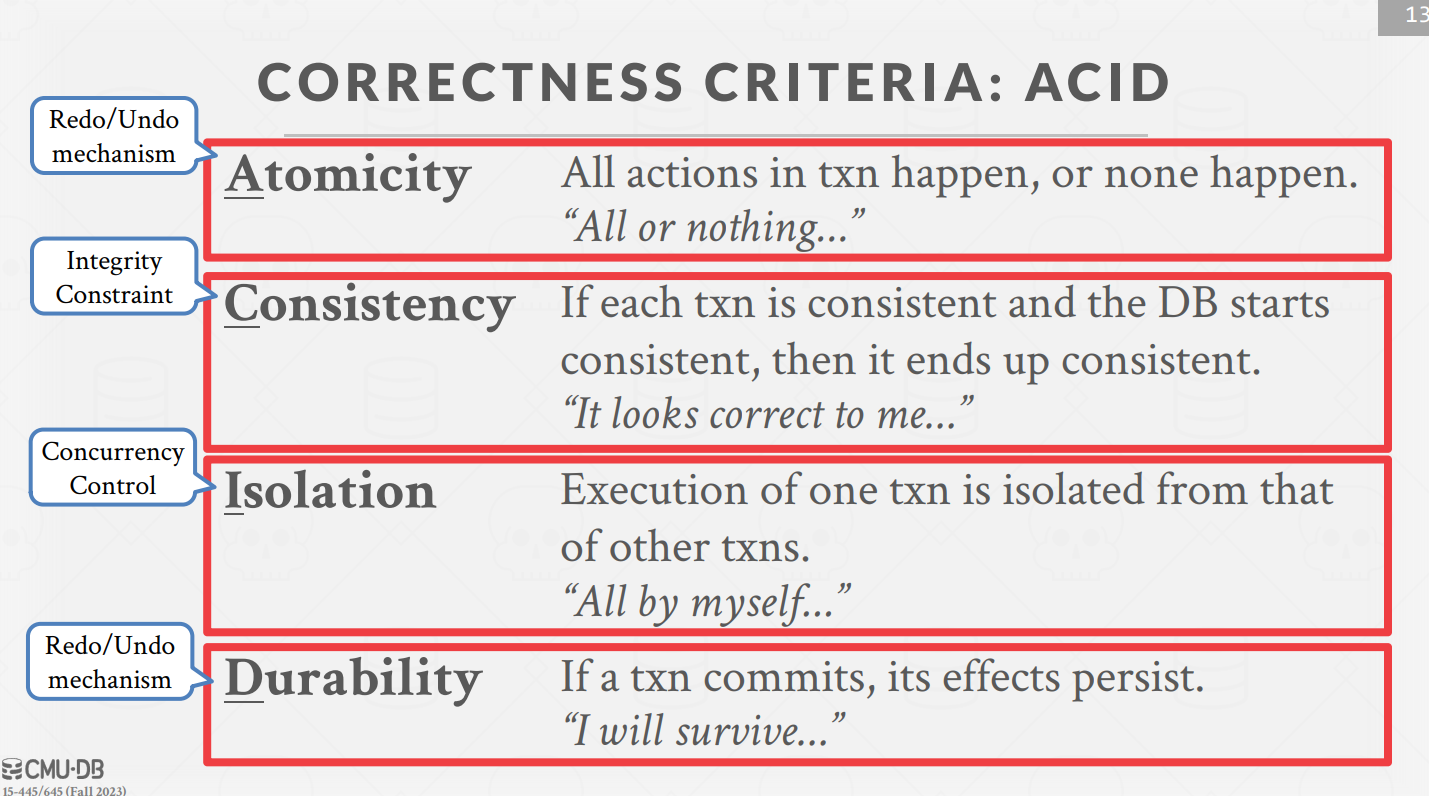 13
CORRECTNESS CRITERIA: ACID
Redo/Undo
mechanism
Atomicity
All actions in txn happen, or none happen.
“All or nothing…”
Integrity
Constraint
Consistency
If each txn is consistent and the DB starts
consistent, then it ends up consistent.
“It looks correct to me…”
Concurrency
Control
Isolation
Execution of one txn is isolated from that
of other txns.
“All by myself…”
Redo/Undo
mechanism
Durability
If a txn commits, its effects persist.
“I will survive…”
CMU·DB
15-445/645 (Fall 2023)